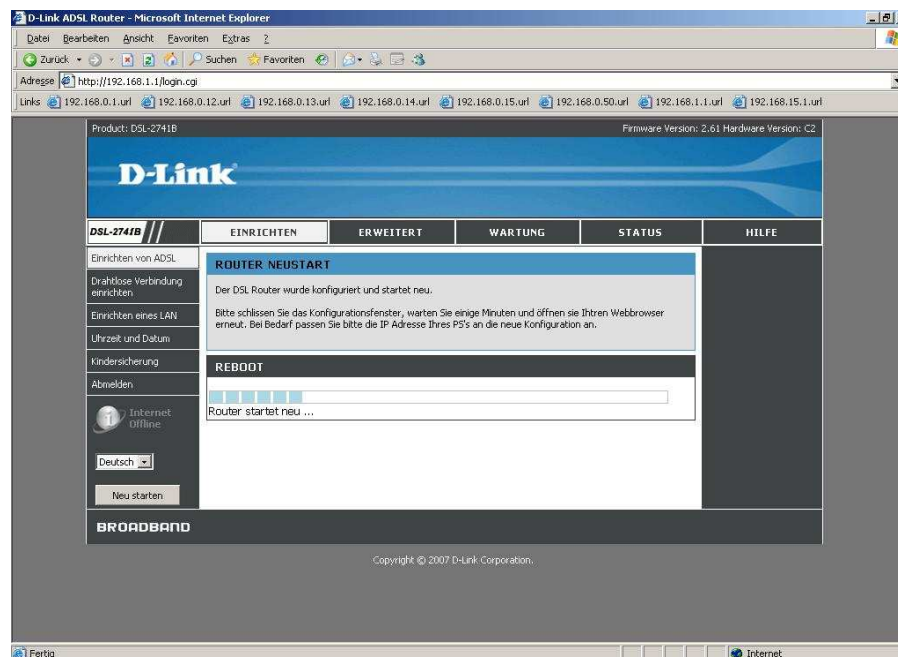 D-Link ADSL Router - Microsoft Internet Explorer
Datei Bearbeiten Ansicht Favoriten Extras ?
Zurück Suchen Favoriten
Adresse http://192.168.1.1/login.cgi
Links 192.168.0.1.url 192.168.0.12.url 192.168.0.13.url 192.168.0.14.url 192.168.0.15.url 192.168.0.50.url 192.168.1.1.url 192.168.15.1.url
Product: DSL-2741B Firmware Version: 2.61 Hardware Version: C2
D-Link
DSL-2741B EINRICHTEN ERWEITERT WARTUNG STATUS HILFE
Einrichten von ADSL
Drahtlose Verbindung
einrichten
Einrichten eines LAN
Uhrzeit und Datum
Kindersicherung
Abmelden
Internet
Offline
Deutsch
Neu starten
ROUTER NEUSTART
Der DSL Router wurde konfiguriert und startet neu.
Bitte schlissen Sie das Konfigurationsfenster, warten Sie einige Minuten und öffnen sie Ihtren Webbrowser
erneut. Bei Bedarf passen Sie bitte die IP Adresse Ihres PS's an die neue Konfiguration an.
REBOOT
Router startet neu ...
BROADBAND
Copyright © 2007 D-Link Corporation.
Fertig Internet